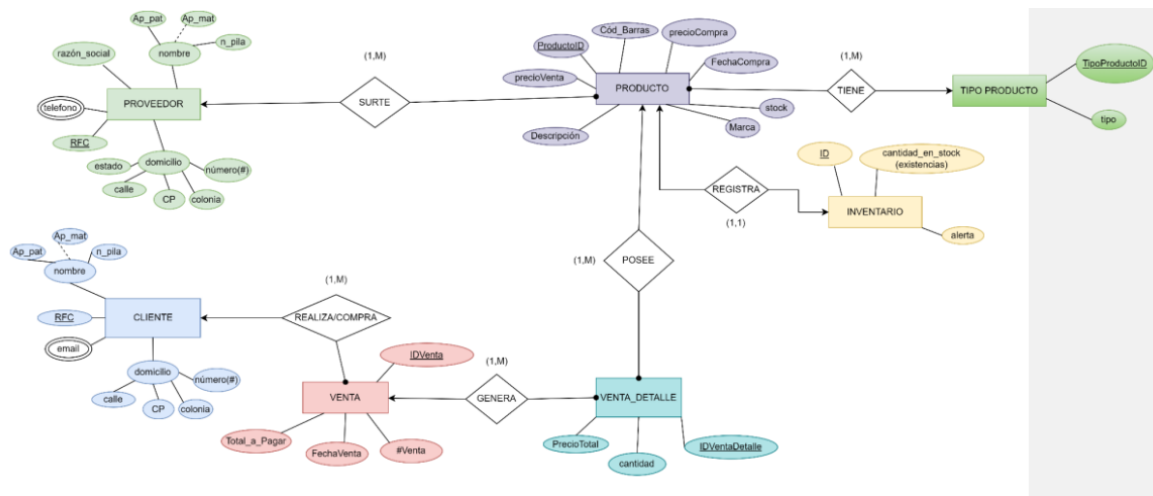 Ap_pat
Ap_mat
nombre
n_pila
razón_social
telefono
PROVEEDOR
RFC
estado
domicilio
número(#)
calle
CP
colonia
(1,M)
SURTE
ProductoID
Cód_Barras
precioCompra
FechaCompra
precioVenta
PRODUCTO
stock
Marca
Descripción
(1,M)
TIENE
TIPO PRODUCTO
TipoProductoID
tipo
ID
cantidad_en_stock
(existencias)
REGISTRA
(1,1)
INVENTARIO
alerta
(1,M)
POSEE
Ap_mat
Ap_pat
n_pila
nombre
RFC
CLIENTE
email
domicilio
número(#)
calle
CP
colonia
(1,M)
REALIZA/COMPRA
IDVenta
VENTA
Total_a_Pagar
FechaVenta
#Venta
(1,M)
GENERA
VENTA_DETALLE
PrecioTotal
cantidad
IDVentaDetalle